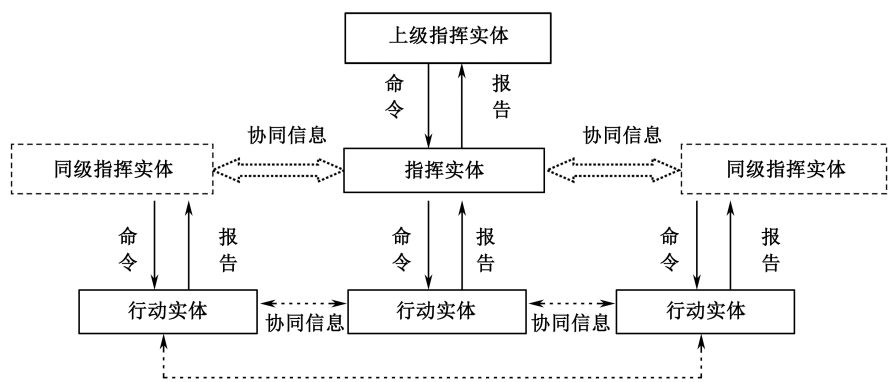 上级指挥实体
命令
报告
协同信息
协同信息
同级指挥实体
指挥实体
同级指挥实体
命令
报告
命令
报告
命令
报告
行动实体
行动实体
行动实体
协同信息
协同信息